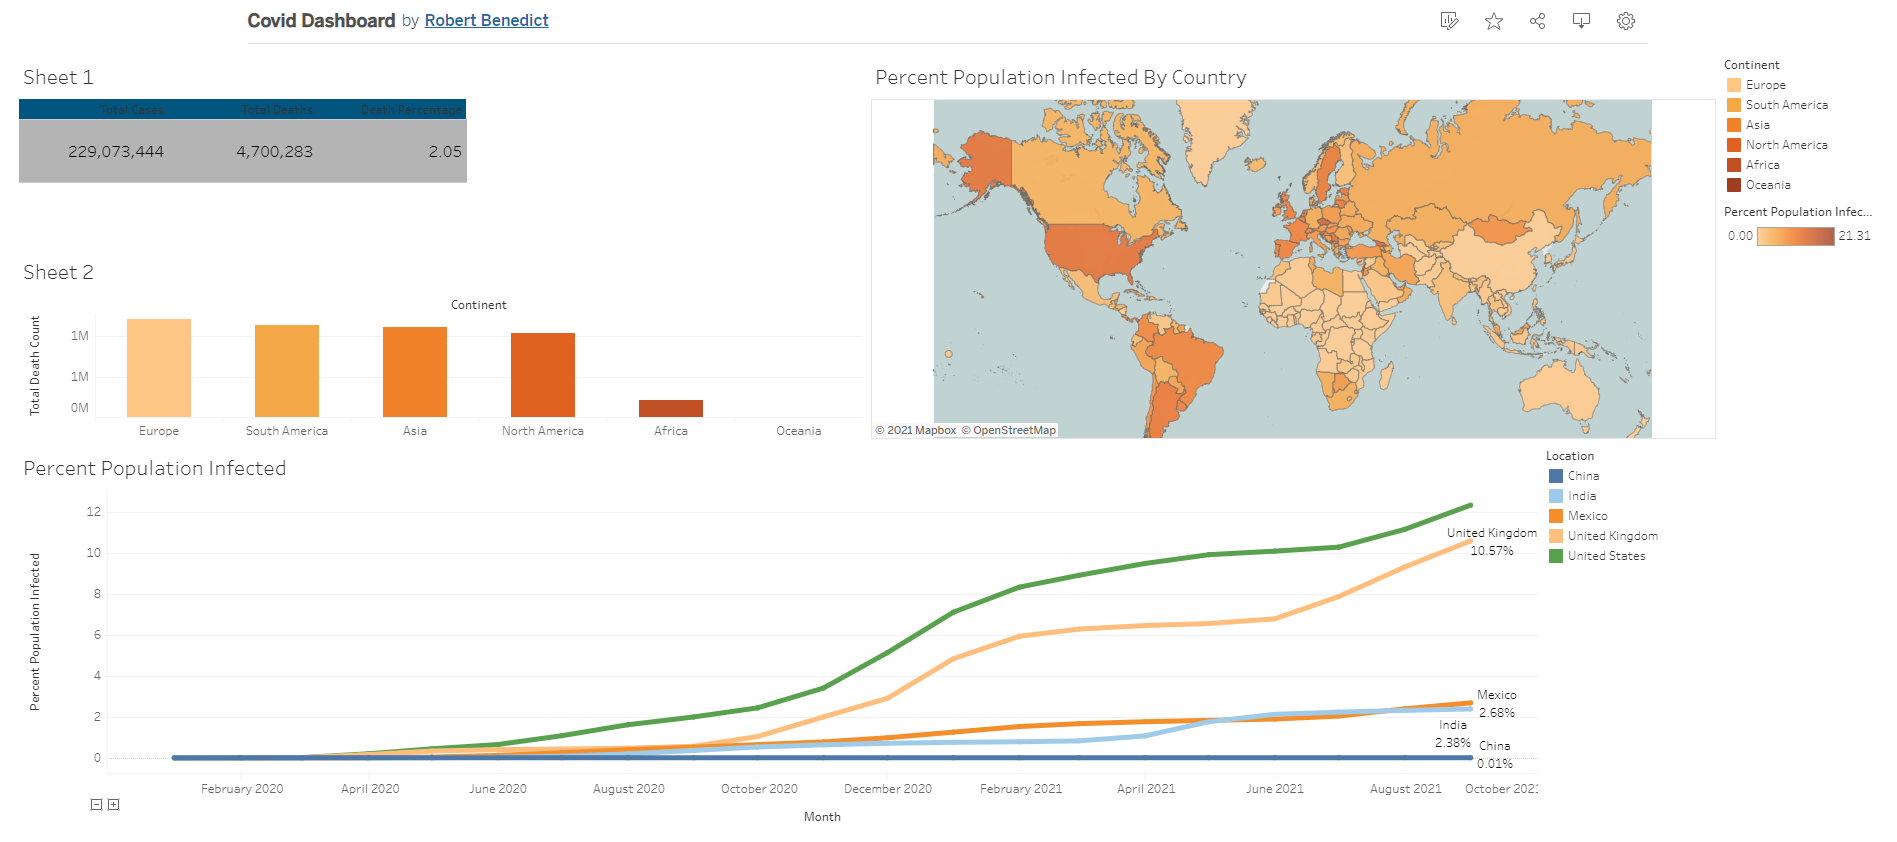 Covid Dashboard by Robert Benedict
Sheet 1
Total Cases Total Deaths Death Percentage
229,073,444 4,700,283 2.05
Sheet 2
Continent
Total Death Count
1M
1M
0M
Europe South America Asia North America Africa Oceania
Percent Population Infected By Country
© 2021 Mapbox © OpenStreetMap
Continent
Europe
South America
Asia
North America
Africa
Oceania
Percent Population Infec...
0.00 21.31
Percent Population Infected
Percent Population Infected
12
10
8
6
4
2
0
United Kingdom
10.57%
Mexico
2.68%
India
2.38%
China
0.01%
February 2020 April 2020 June 2020 August 2020 October 2020 December 2020 February 2021 April 2021 June 2021 August 2021 October 2021
Month
Location
China
India
Mexico
United Kingdom
United States